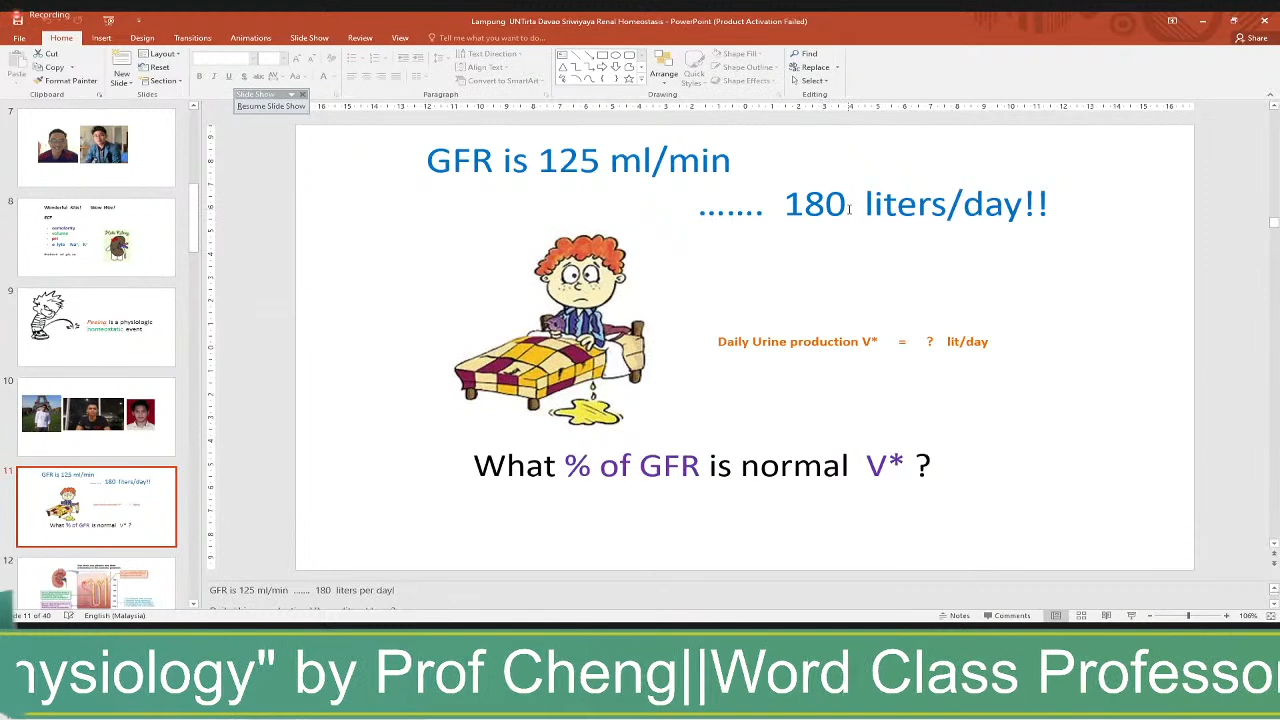 Recording
Lampung UNTirta Davao Sriwiyaya Renal Homeostasis - PowerPoint (Product Activation Failed)
File Home Insert Design Transitions Animations Slide Show Review View Tell me what you want to do... Share
Paste
Cut
Copy
Format Painter
Clipboard
New
Slide
Layout
Reset
Section
Slides
Paragraph
Text Direction
Align Text
Convert to SmartArt
Arrange
Quick
Styles
Shape Fill
Shape Outline
Shape Effects
Drawing
Find
Replace
Select
Editing
Slide Show
Resume Slide Show
7
8
9
Peeing is a physiologic
homeostatic event
10
11
GFR is 125 ml/min
....... 180 liters/day!!
What % of GFR is normal V* ?
12
GFR is 125 ml/min
....... 180 liters/day!!
Daily Urine production V* = ? lit/day
What % of GFR is normal V* ?
GFR is 125 ml/min ....... 180 liters per day!
lide 11 of 40 English (Malaysia) Notes Comments 106%
hysiology" by Prof Cheng||Word Class Professo